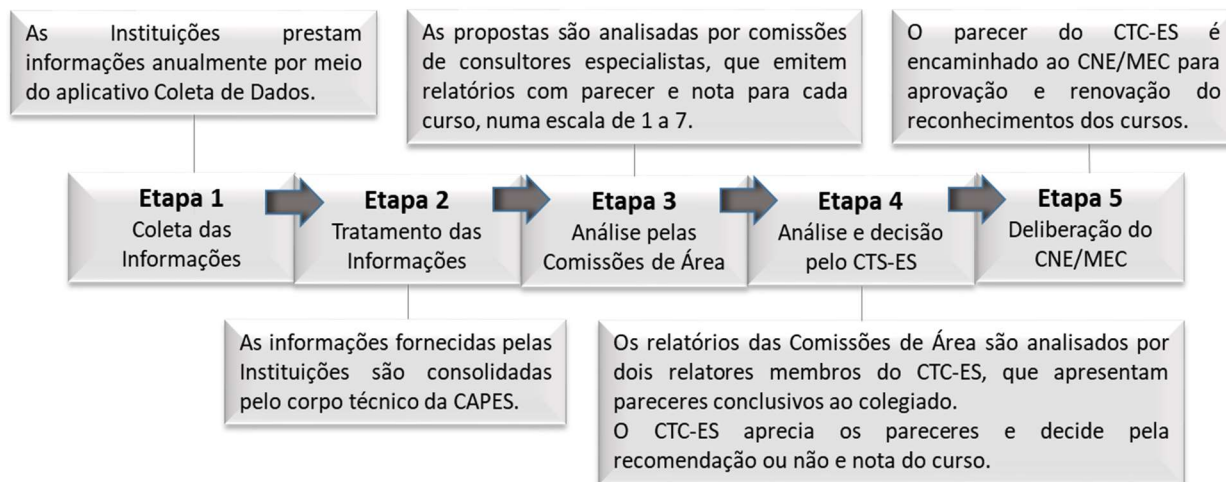 As Instituições prestam
informações anualmente por meio
do aplicativo Coleta de Dados.
As propostas são analisadas por comissões
de consultores especialistas, que emitem
relatórios com parecer e nota para cada
curso, numa escala de 1 a 7.
O parecer do CTC-ES é
encaminhado ao CNE/MEC para
aprovação e renovação do
reconhecimentos dos cursos.
Etapa 1
Coleta das
Informações
Etapa 2
Tratamento das
Informações
Etapa 3
Análise pelas
Comissões de Área
Etapa 4
Análise e decisão
pelo CTS-ES
Etapa 5
Deliberação do
CNE/MEC
As informações fornecidas pelas
Instituições são consolidadas
pelo corpo técnico da CAPES.
Os relatórios das Comissões de Área são analisados por
dois relatores membros do CTC-ES, que apresentam
pareceres conclusivos ao colegiado.
O CTC-ES aprecia os pareceres e decide pela
recomendação ou não e nota do curso.